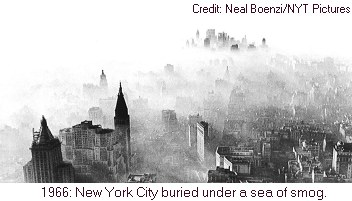 Credit: Neal Boenzi/NYT Pictures
1966: New York City buried under a sea of smog.